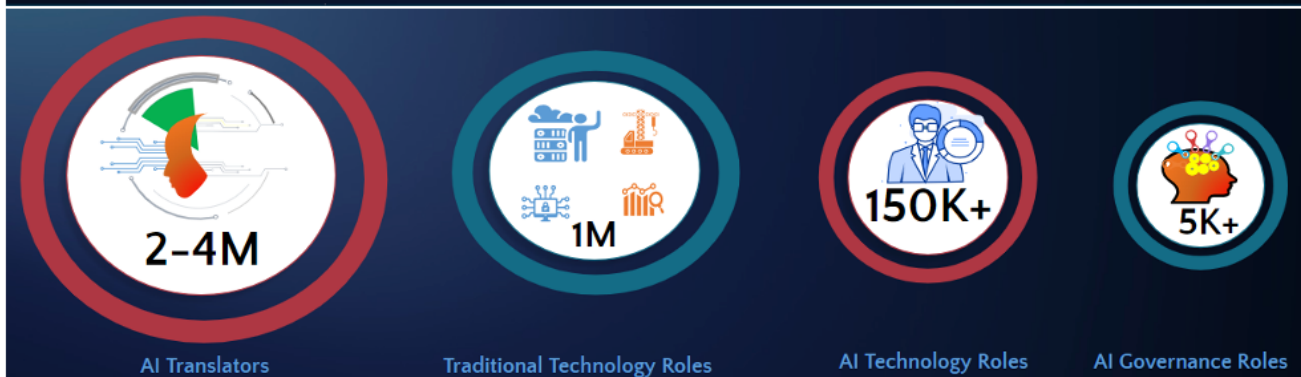 2-4M
1M
150K+
5K+
AI Translators
Traditional Technology Roles
AI Technology Roles
AI Governance Roles